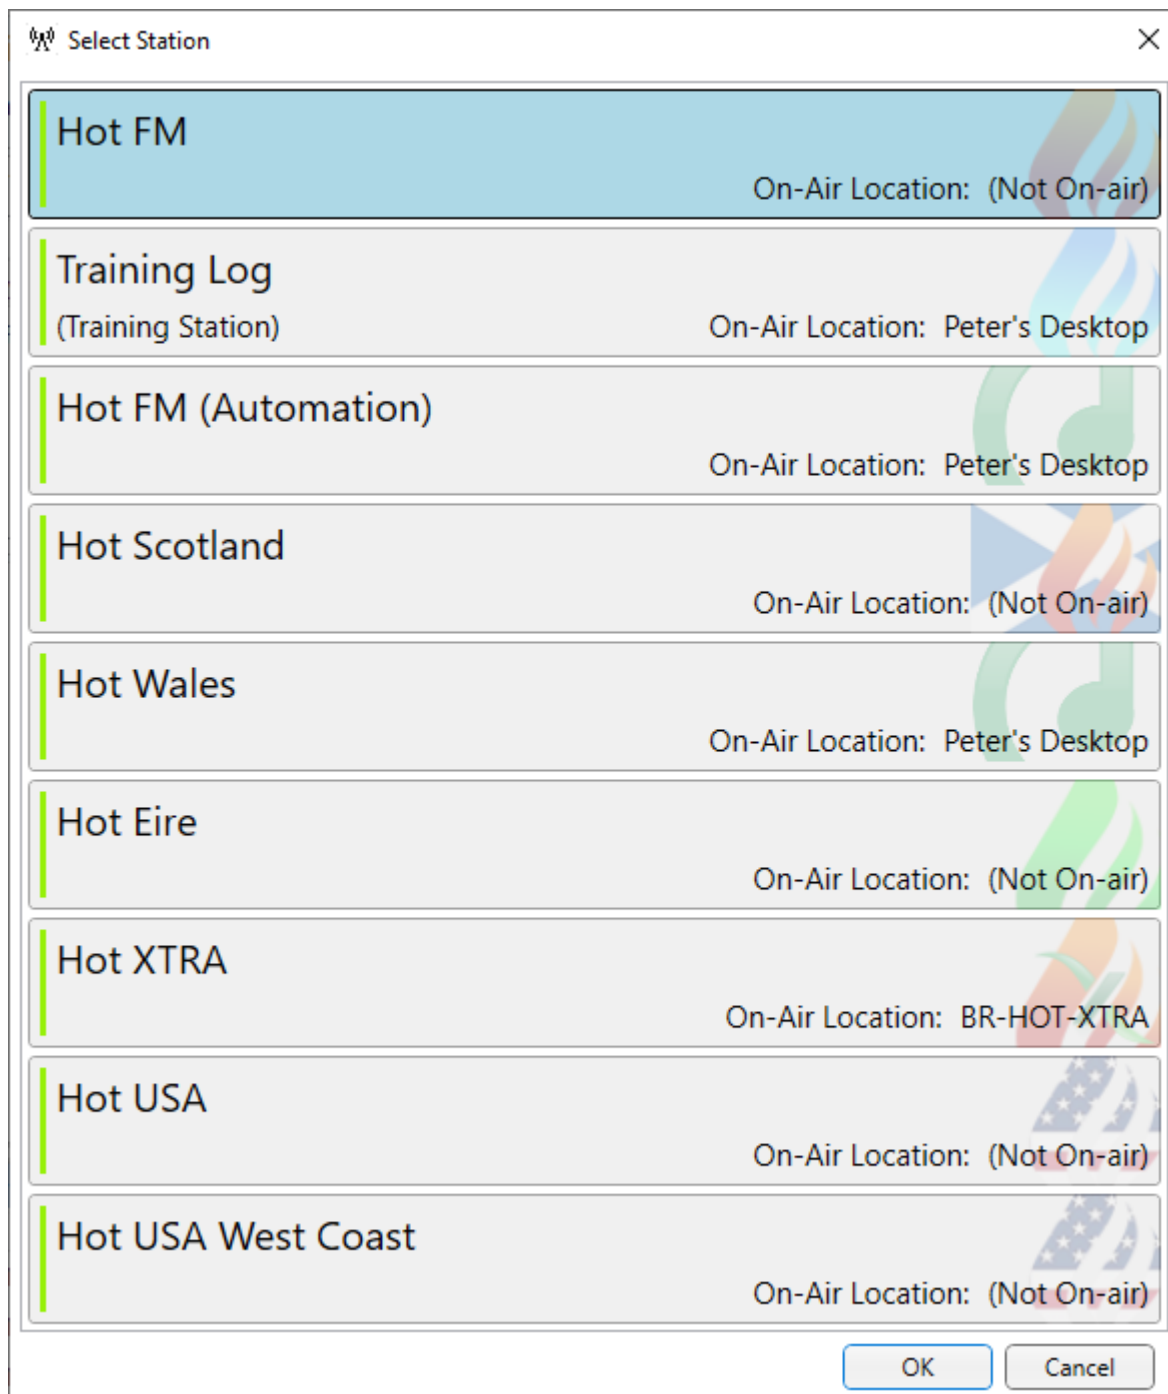 Select Station
Hot FM
On-Air Location: (Not On-air)
Training Log
(Training Station) On-Air Location: Peter's Desktop
Hot FM (Automation)
On-Air Location: Peter's Desktop
Hot Scotland
On-Air Location: (Not On-air)
Hot Wales
On-Air Location: Peter's Desktop
Hot Eire
On-Air Location: (Not On-air)
Hot XTRA
On-Air Location: BR-HOT-XTRA
Hot USA
On-Air Location: (Not On-air)
Hot USA West Coast
On-Air Location: (Not On-air)
OK Cancel